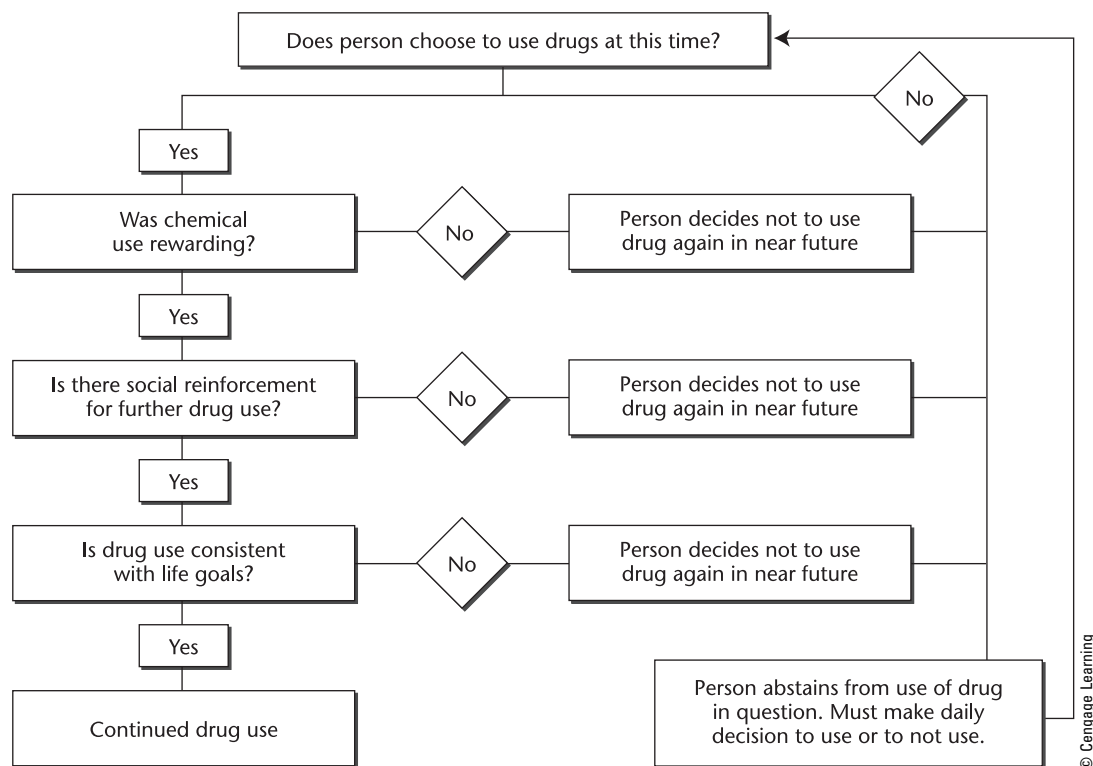 Does person choose to use drugs at this time?
No
Yes
Was chemical
use rewarding?
No
Person decides not to use
drug again in near future
Yes
Is there social reinforcement
for further drug use?
No
Person decides not to use
drug again in near future
Yes
Is drug use consistent
with life goals?
No
Person decides not to use
drug again in near future
Yes
Continued drug use
Person abstains from use of drug
in question. Must make daily
decision to use or to not use.
© Cengage Learning